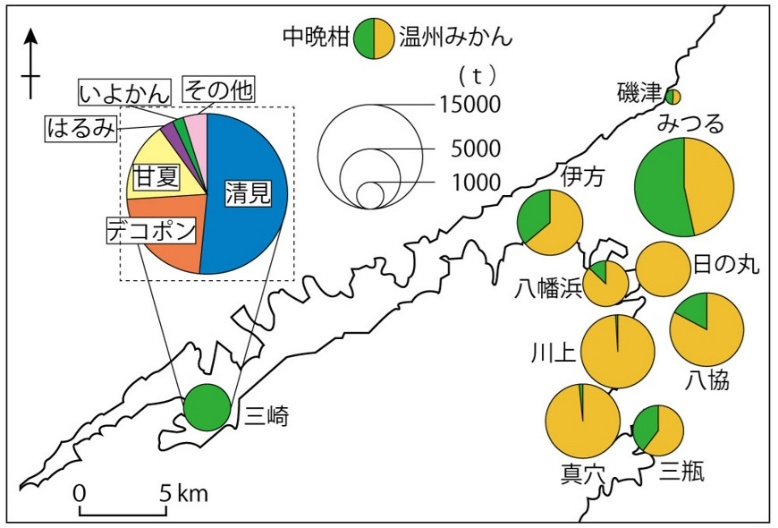 中晩柑 温州みかん
(t)
15000
5000
1000
いよかん その他
はるみ
甘夏
清見
デコポン
磯津
みつる
伊方
日の丸
八幡浜
川上
八協
真穴
三瓶
三崎
0 5km